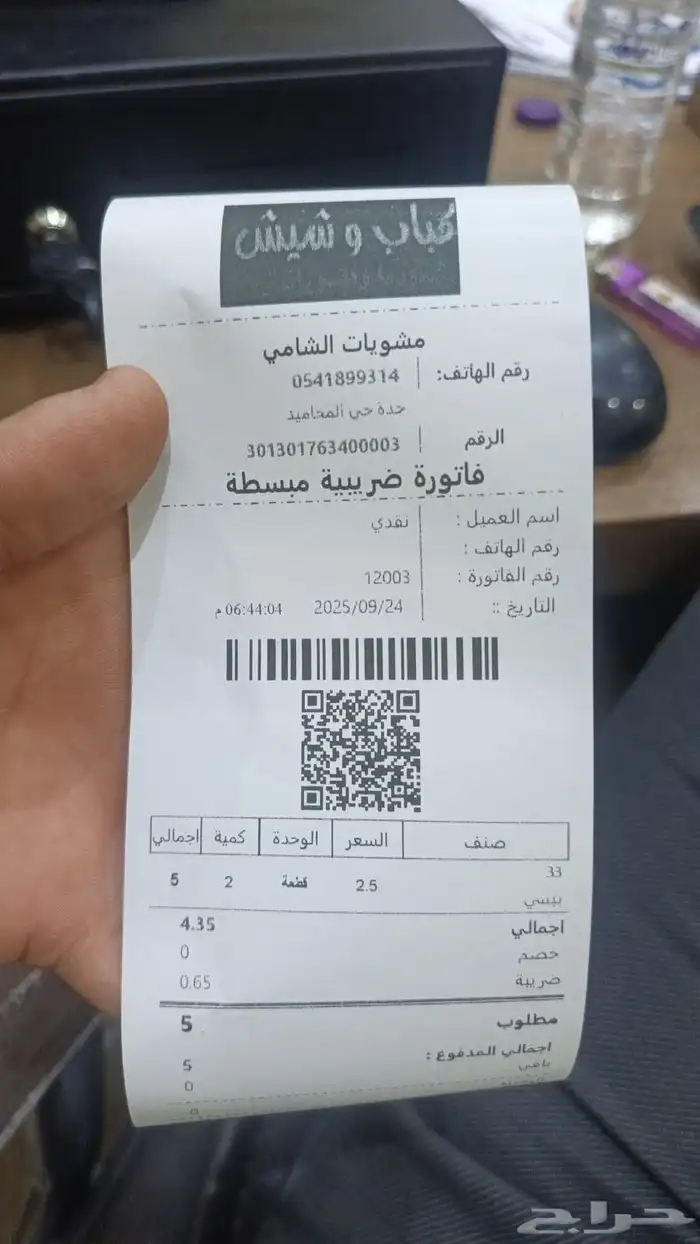 كباب و شيش
مشويات الشامي
رقم الهاتف: 0541899314
جدة حي المحاميد
الرقم 301301763400003
فاتورة ضريبية مبسطة
اسم العميل : نقدي
رقم الهاتف :
رقم الفاتورة : 12003
التاريخ :: 2025/09/24 06:44:04 م
صنف السعر الوحدة كمية اجمالي
33
2.5 قطعة 2 5
بيبسي
اجمالي 4.35
خصم 0
ضريبة 0.65
مطلوب 5
اجمالي المدفوع : 5
باقي 0
حراج